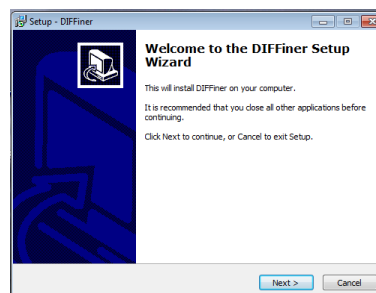 Setup - DIFFiner
Welcome to the DIFFiner Setup
Wizard
This will install DIFFiner on your computer.
It is recommended that you close all other applications before
continuing.
Click Next to continue, or Cancel to exit Setup.
Next >
Cancel